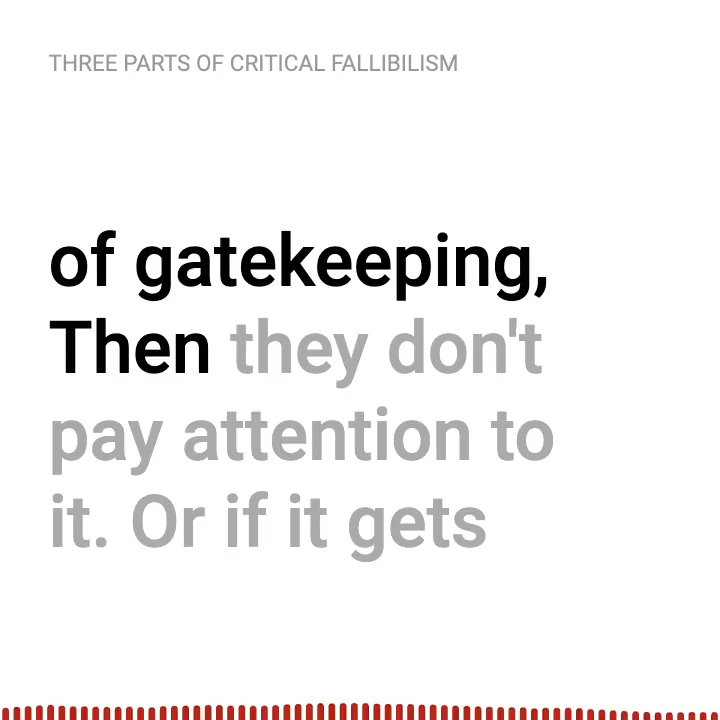 THREE PARTS OF CRITICAL FALLIBILISM
of gatekeeping,
Then they don't
pay attention to
it. Or if it gets